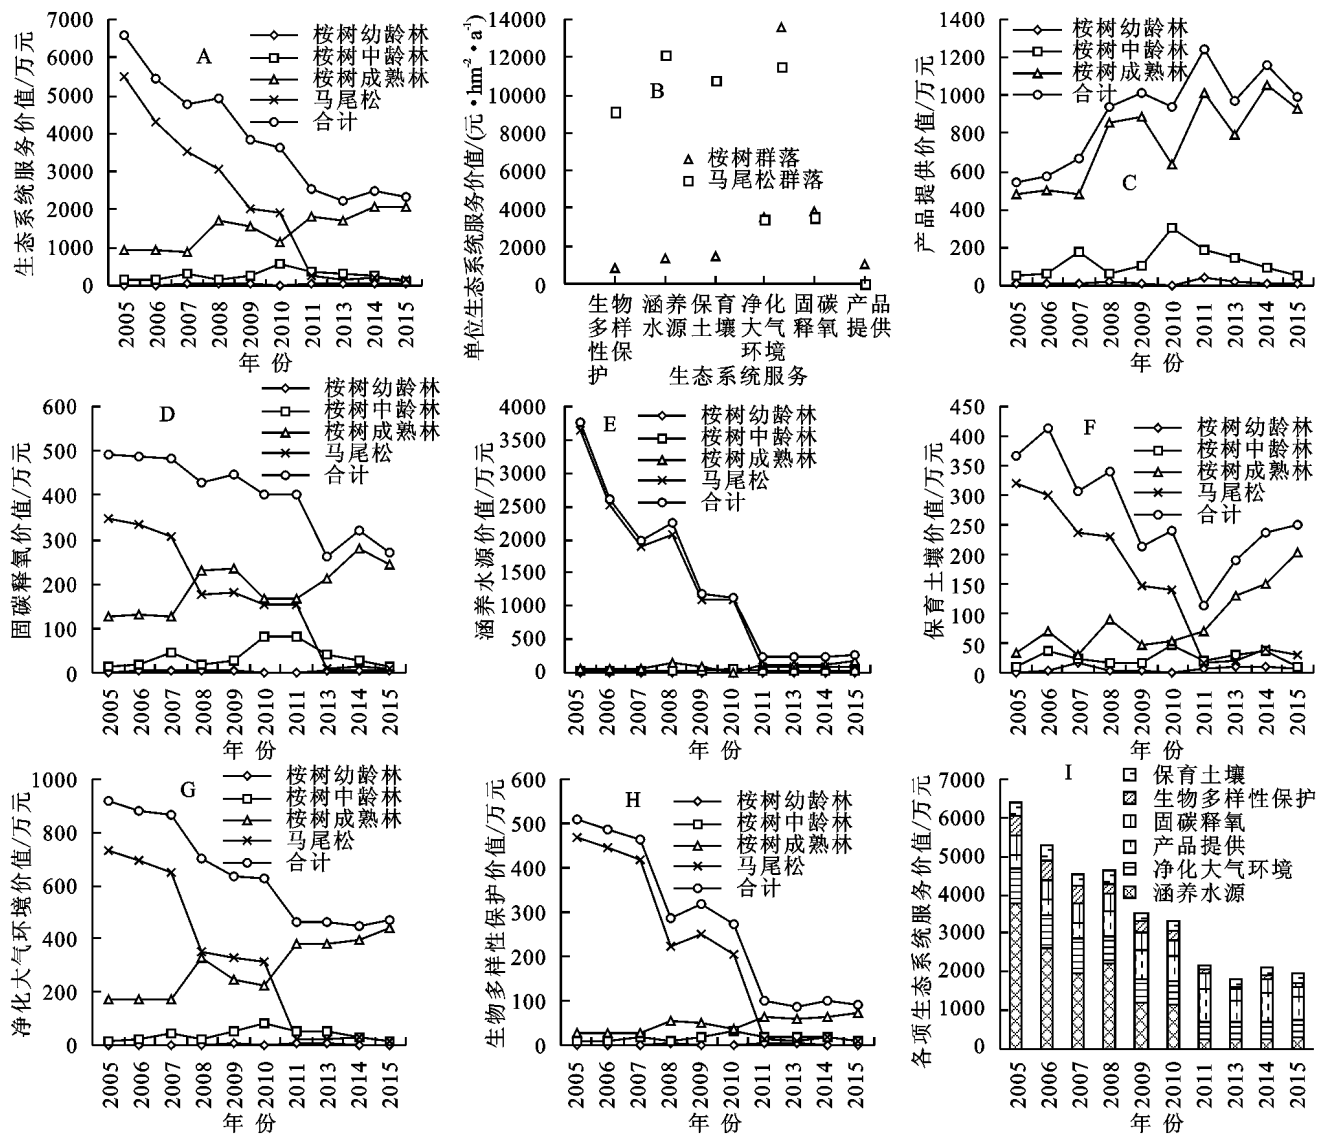 生态系统服务价值/万元
7000
6000
5000
4000
3000
2000
1000
0
A
桉树幼龄林
桉树中龄林
桉树成熟林
马尾松
合计
2005
2006
2007
2008
2009
2010
2011
2013
2014
2015
年 份
单位生态系统服务价值/(元·hm⁻²·a⁻¹)
14000
12000
10000
8000
6000
4000
2000
0
B
桉树群落
马尾松群落
生物多样性保护
涵养水源
保育土壤
净化大气环境
固碳释氧
产品提供
生态系统服务
产品提供价值/万元
1400
1200
1000
800
600
400
200
0
C
桉树幼龄林
桉树中龄林
桉树成熟林
合计
2005
2006
2007
2008
2009
2010
2011
2013
2014
2015
年 份
固碳释氧价值/万元
600
500
400
300
200
100
0
D
桉树幼龄林
桉树中龄林
桉树成熟林
马尾松
合计
2005
2006
2007
2008
2009
2010
2011
2013
2014
2015
年 份
涵养水源价值/万元
4000
3500
3000
2500
2000
1500
1000
500
0
E
桉树幼龄林
桉树中龄林
桉树成熟林
马尾松
合计
2005
2006
2007
2008
2009
2010
2011
2013
2014
2015
年 份
保育土壤价值/万元
450
400
350
300
250
200
150
100
50
0
F
桉树幼龄林
桉树中龄林
桉树成熟林
马尾松
合计
2005
2006
2007
2008
2009
2010
2011
2013
2014
2015
年 份
净化大气环境价值/万元
1000
800
600
400
200
0
G
桉树幼龄林
桉树中龄林
桉树成熟林
马尾松
合计
2005
2006
2007
2008
2009
2010
2011
2013
2014
2015
年 份
生物多样性保护价值/万元
600
500
400
300
200
100
0
H
桉树幼龄林
桉树中龄林
桉树成熟林
马尾松
合计
2005
2006
2007
2008
2009
2010
2011
2013
2014
2015
年 份
各项生态系统服务价值/万元
7000
6000
5000
4000
3000
2000
1000
0
I
保育土壤
生物多样性保护
固碳释氧
产品提供
净化大气环境
涵养水源
2005
2006
2007
2008
2009
2010
2011
2013
2014
2015
年 份